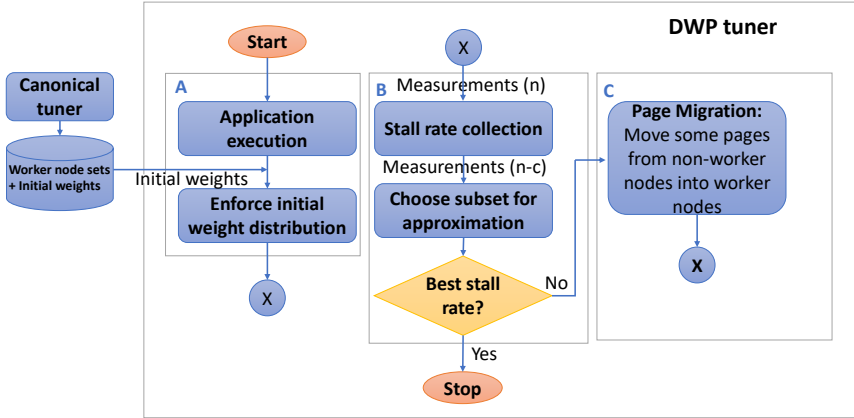 DWP tuner
Start
X
A
B
C
Canonical
tuner
Worker node sets
+ Initial weights
Initial weights
Application
execution
Enforce initial
weight distribution
X
Measurements (n)
Stall rate collection
Measurements (n-c)
Choose subset for
approximation
Best stall
rate?
No
Yes
Stop
Page Migration:
Move some pages
from non-worker
nodes into worker
nodes
X